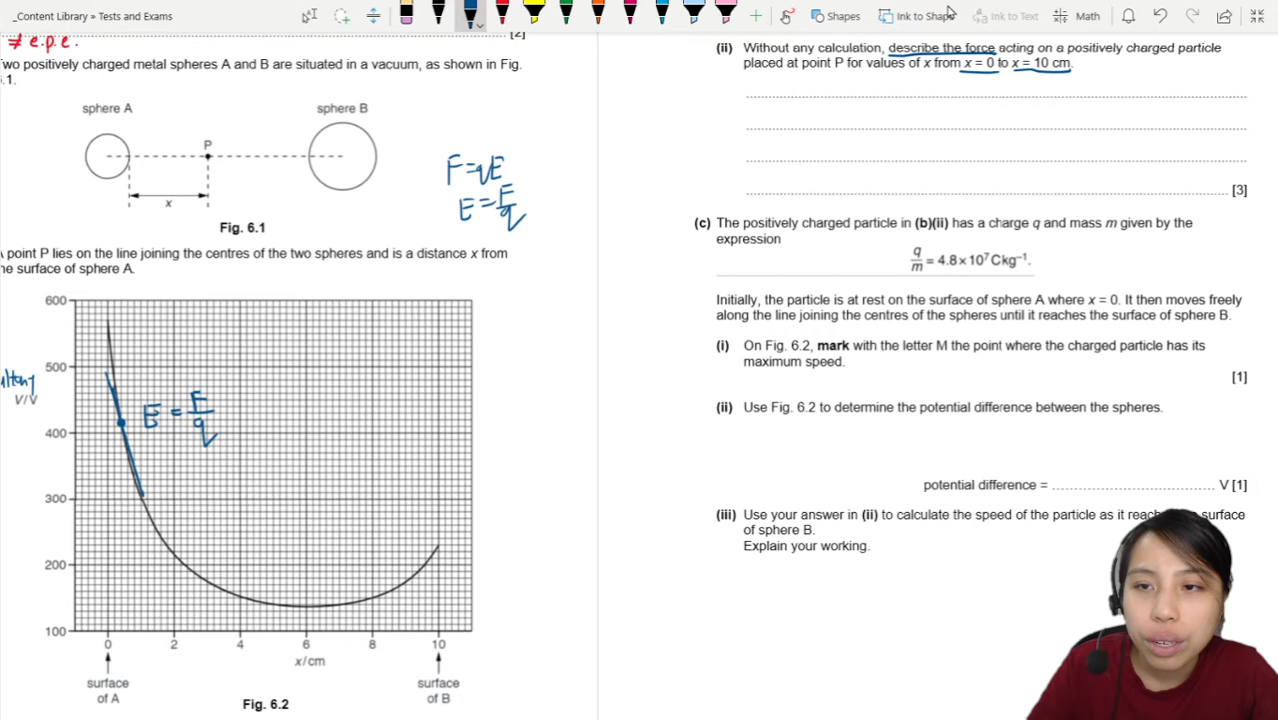 _Content Library » Tests and Exams
Shapes
Ink to Shape
Ink to Text
Math
≠ e.p.e.
[2]
wo positively charged metal spheres A and B are situated in a vacuum, as shown in Fig.
.1.
sphere A
sphere B
P
x
F=qE
E = F/q
Fig. 6.1
point P lies on the line joining the centres of the two spheres and is a distance x from
he surface of sphere A.
600
500
V/V
400
300
200
100
E = F/q
0 2 4 6 8 10
x/cm
surface
of A
surface
of B
Fig. 6.2
(ii) Without any calculation, describe the force acting on a positively charged particle
placed at point P for values of x from x = 0 to x = 10 cm.
[3]
(c) The positively charged particle in (b)(ii) has a charge q and mass m given by the
expression
q/m = 4.8 × 10⁷ C kg⁻¹.
Initially, the particle is at rest on the surface of sphere A where x = 0. It then moves freely
along the line joining the centres of the spheres until it reaches the surface of sphere B.
(i) On Fig. 6.2, mark with the letter M the point where the charged particle has its
maximum speed.
[1]
(ii) Use Fig. 6.2 to determine the potential difference between the spheres.
potential difference = ........................................ V [1]
(iii) Use your answer in (ii) to calculate the speed of the particle as it reac surface
of sphere B.
Explain your working.